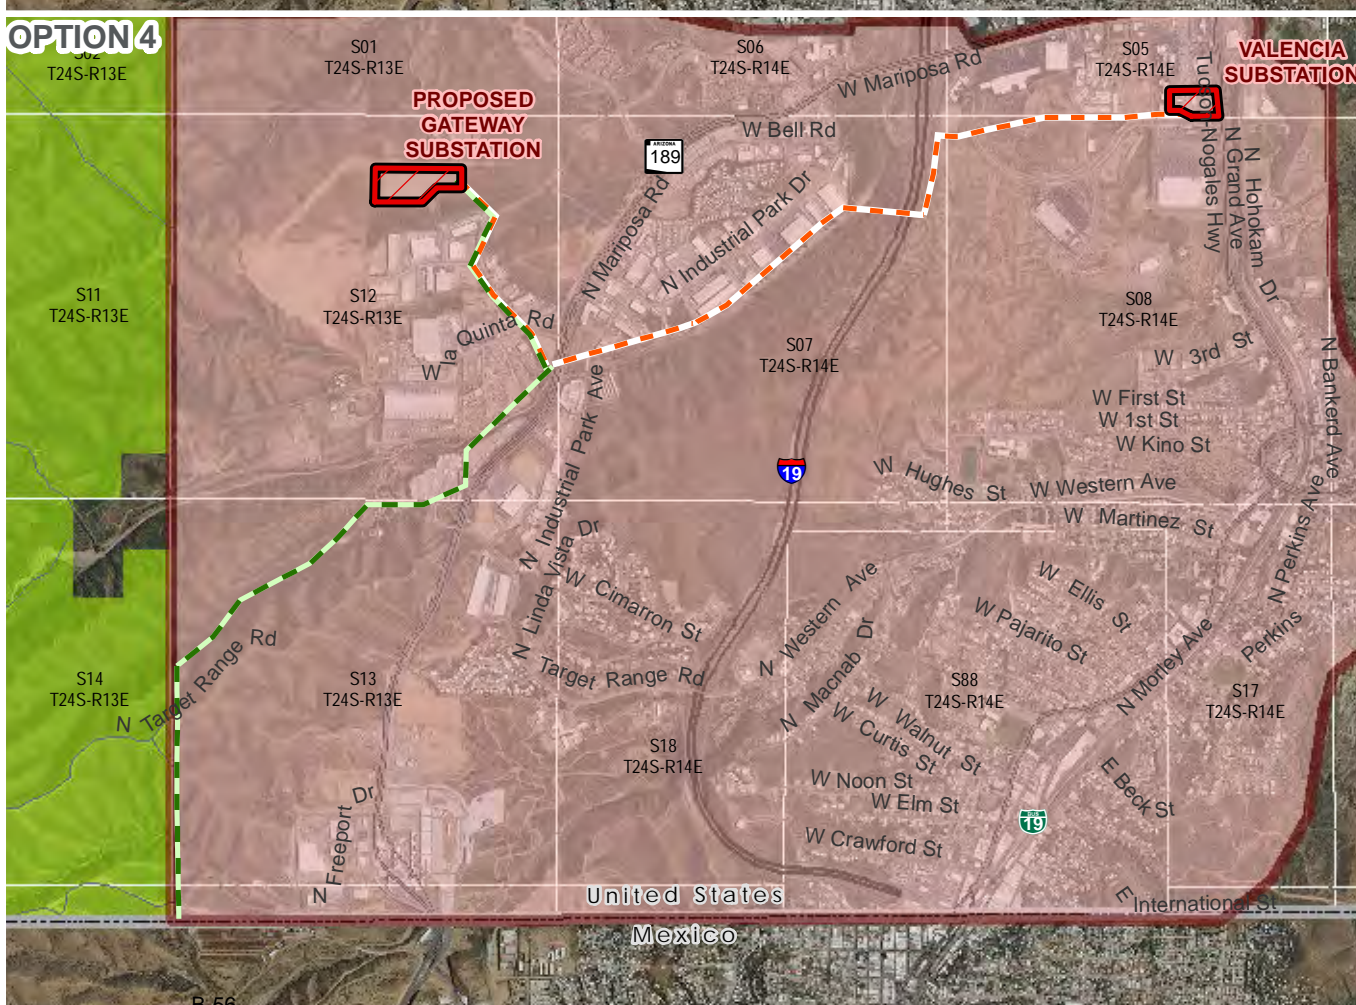 OPTION 4
S02
T24S-R13E
S01
T24S-R13E
S06
T24S-R14E
S05
T24S-R14E
VALENCIA
SUBSTATION
PROPOSED
GATEWAY
SUBSTATION
W Mariposa Rd
W Bell Rd
ARIZONA
189
N Mariposa Rd
N Industrial Park Dr
Tucson-Nogales Hwy
N Grand Ave
N Hohokam Dr
S11
T24S-R13E
S12
T24S-R13E
W la Quinta Rd
S07
T24S-R14E
S08
T24S-R14E
W 3rd St
N Bankerd Ave
W First St
W 1st St
W Kino St
N Industrial Park Ave
19
W Hughes St
W Western Ave
W Martinez St
N Linda Vista Dr
W Cimarron St
N Western Ave
W Ellis St
W Pajarito St
N Perkins Ave
Perkins
N Target Range Rd
Target Range Rd
N Macnab Dr
N Morley Ave
S14
T24S-R13E
S13
T24S-R13E
S88
T24S-R14E
S17
T24S-R14E
W Walnut St
W Curtis St
S18
T24S-R14E
W Noon St
W Elm St
E Beck St
19
W Crawford St
N Freeport Dr
United States
E International St
Mexico
R 56